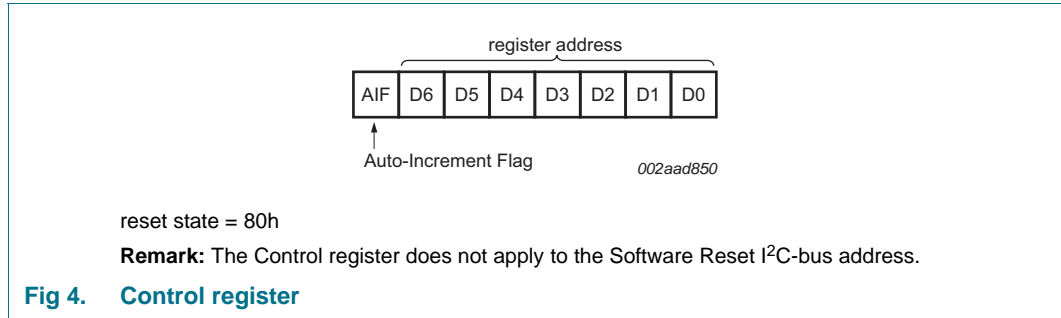 register address
AIF D6 D5 D4 D3 D2 D1 D0
Auto-Increment Flag
002aad850
reset state = 80h
Remark: The Control register does not apply to the Software Reset I2C-bus address.
Fig 4. Control register